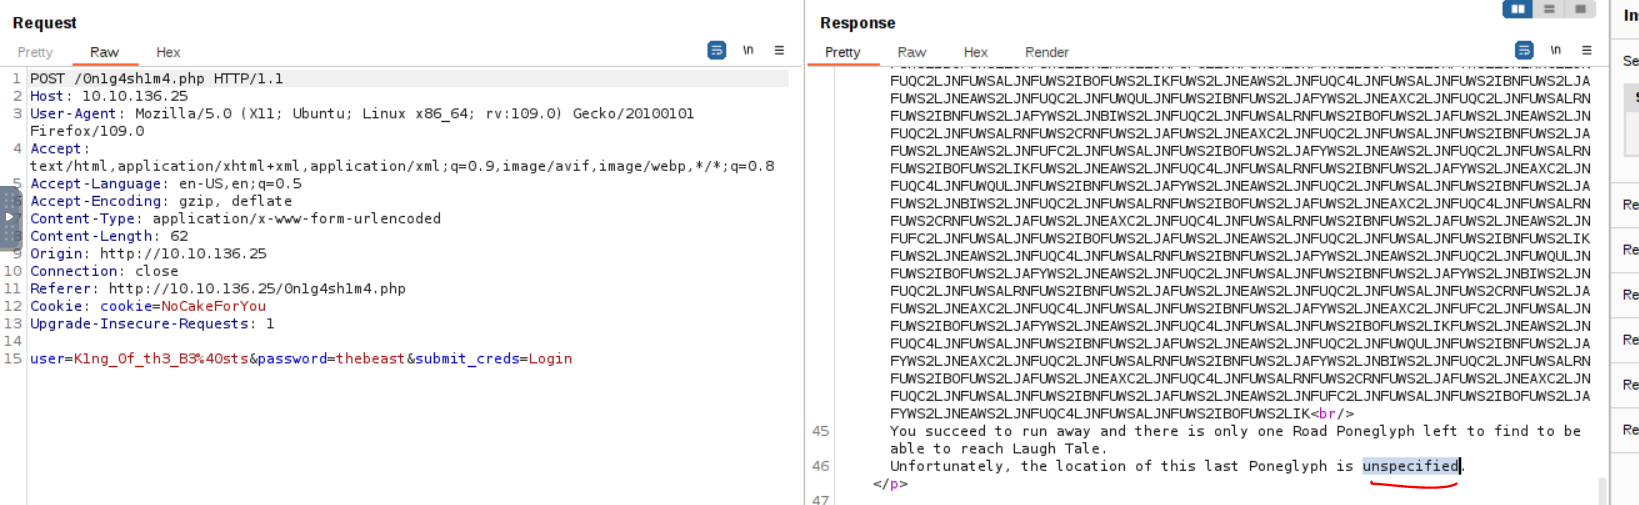 Request
Pretty Raw Hex
\n
1 POST /0n1g4sh1m4.php HTTP/1.1
2 Host: 10.10.136.25
3 User-Agent: Mozilla/5.0 (X11; Ubuntu; Linux x86_64; rv:109.0) Gecko/20100101
Firefox/109.0
4 Accept:
text/html,application/xhtml+xml,application/xml;q=0.9,image/avif,image/webp,*/*;q=0.8
5 Accept-Language: en-US,en;q=0.5
6 Accept-Encoding: gzip, deflate
7 Content-Type: application/x-www-form-urlencoded
8 Content-Length: 62
9 Origin: http://10.10.136.25
10 Connection: close
11 Referer: http://10.10.136.25/0n1g4sh1m4.php
12 Cookie: cookie=NoCakeForYou
13 Upgrade-Insecure-Requests: 1
14
15 user=K1ng_0f_th3_B3%40sts&password=thebeast&submit_creds=Login
Response
Pretty Raw Hex Render
\n
FUQC2LJNFUWSALJNFUWS2IBOFUWS2LIKFUWS2LJNEAWS2LJNFUQC4LJNFUWSALJNFUWS2IBNFUWS2LJA
FUWS2LJNEAWS2LJNFUQC2LJNFUWQULJNFUWS2IBNFUWS2LJAFYWS2LJNEAXC2LJNFUQC2LJNFUWSALRN
FUWS2IBNFUWS2LJAFYWS2LJNBIWS2LJNFUQC2LJNFUWSALRNFUWS2IBOFUWS2LJAFUWS2LJNEAWS2LJN
FUQC2LJNFUWSALRNFUWS2CRNFUWS2LJAFUWS2LJNEAXC2LJNFUQC2LJNFUWSALJNFUWS2IBOFUWS2LJA
FUWS2LJNEAWS2LJNFUFC2LJNFUWSALJNFUWS2IBOFUWS2LJAFUWS2LJNEAWS2LJNFUQC2LJNFUWSALRN
FUWS2IBOFUWS2LIKFUWS2LJNEAWS2LJNFUQC4LJNFUWSALRNFUWS2IBNFUWS2LJAFYWS2LJNEAXC2LJN
FUQC4LJNFUWQULJNFUWS2IBNFUWS2LJAFYWS2LJNEAWS2LJNFUQC2LJNFUWSALJNFUWS2IBNFUWS2LJA
FUWS2LJNBIWS2LJNFUQC2LJNFUWSALRNFUWS2IBOFUWS2LJAFUWS2LJNEAXC2LJNFUQC4LJNFUWSALRN
FUWS2CRNFUWS2LJAFUWS2LJNEAXC2LJNFUQC4LJNFUWSALRNFUWS2IBNFUWS2LJAFUWS2LJNEAWS2LJN
FUFC2LJNFUWSALJNFUWS2IBOFUWS2LJAFUWS2LJNEAWS2LJNFUQC2LJNFUWSALJNFUWS2IBNFUWS2LIK
FUWS2LJNEAWS2LJNFUQC4LJNFUWSALRNFUWS2IBNFUWS2LJAFYWS2LJNEAWS2LJNFUQC2LJNFUWQULJN
FUWS2IBOFUWS2LJAFYWS2LJNEAWS2LJNFUQC4LJNFUWSALRNFUWS2IBNFUWS2LJAFYWS2LJNBIWS2LJN
FUQC2LJNFUWSALRNFUWS2IBOFUWS2LJAFUWS2LJNEAWS2LJNFUQC2LJNFUWSALJNFUWS2CRNFUWS2LJA
FUWS2LJNEAXC2LJNFUQC4LJNFUWSALJNFUWS2IBNFUWS2LJAFYWS2LJNEAXC2LJNFUFC2LJNFUWSALJN
FUWS2IBOFUWS2LJAFYWS2LJNEAWS2LJNFUQC4LJNFUWSALJNFUWS2IBOFUWS2LIKFUWS2LJNEAWS2LJN
FUQC4LJNFUWSALJNFUWS2IBNFUWS2LJAFUWS2LJNEAWS2LJNFUQC2LJNFUWQULJNFUWS2IBOFUWS2LJA
FYWS2LJNEAXC2LJNFUQC2LJNFUWSALRNFUWS2IBNFUWS2LJAFYWS2LJNBIWS2LJNFUQC2LJNFUWSALRN
FUWS2IBOFUWS2LJAFUWS2LJNEAXC2LJNFUQC4LJNFUWSALRNFUWS2CRNFUWS2LJAFUWS2LJNEAXC2LJN
FUQC2LJNFUWSALJNFUWS2IBNFUWS2LJAFUWS2LJNEAWS2LJNFUFC2LJNFUWSALJNFUWS2IBOFUWS2LJA
FYWS2LJNEAWS2LJNFUQC4LJNFUWSALJNFUWS2IBOFUWS2LIK<br/>
45 You succeed to run away and there is only one Road Poneglyph left to find to be
able to reach Laugh Tale.
46 Unfortunately, the location of this last Poneglyph is unspecified.
</p>
47
In
Se
Re
Re
Re
Re
Re
Re